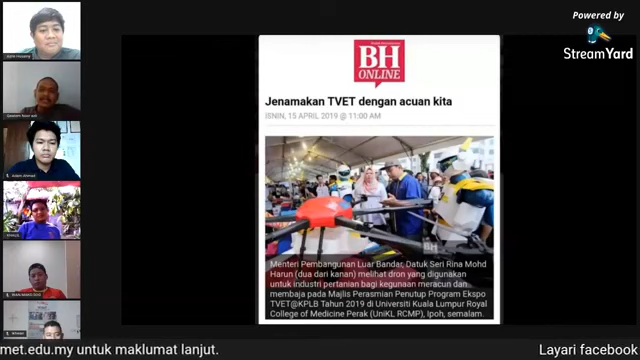 Powered by
StreamYard
BH
ONLINE
Jenamakan TVET dengan acuan kita
ISNIN, 15 APRIL 2019 @ 11:00 AM
Menteri Pembangunan Luar Bandar, Datuk Seri Rina Mohd
Harun (dua dari kanan) melihat dron yang digunakan
untuk industri pertanian bagi kegunaan meracun dan
membaja pada Majlis Perasmian Penutup Program Ekspo
TVET@KPLB Tahun 2019 di Universiti Kuala Lumpur Royal
College of Medicine Perak (UniKL RCMP), Ipoh, semalam.
Adam Ahmad
met.edu.my untuk maklumat lanjut.
Layari facebook